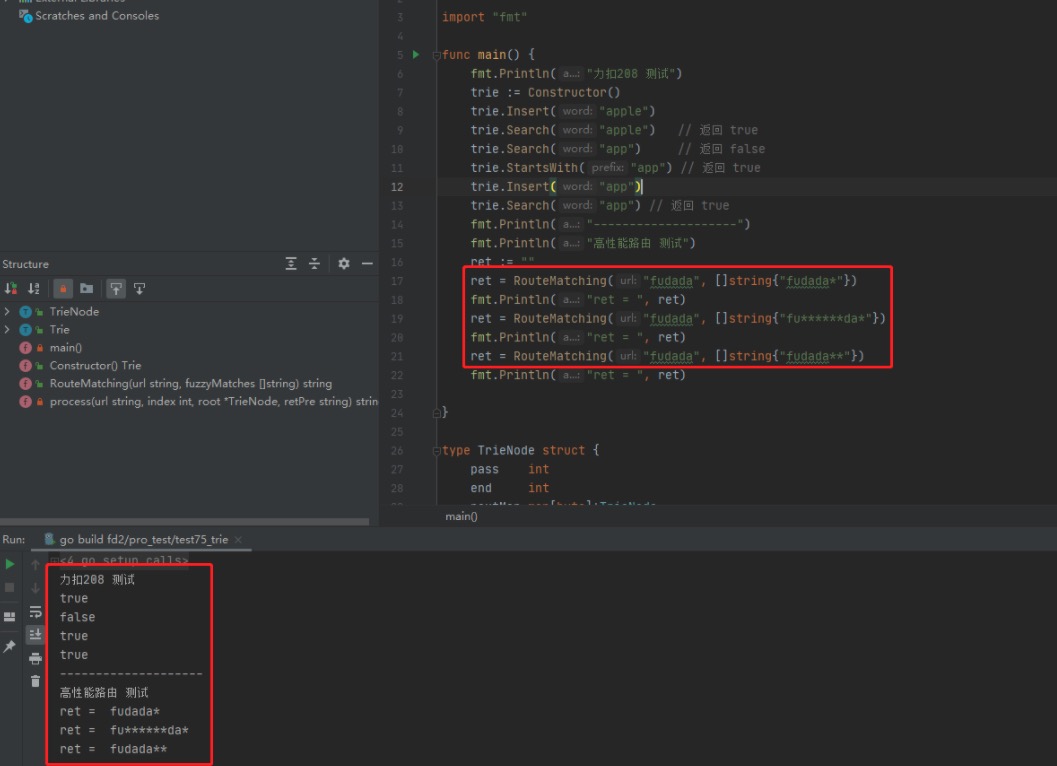 External Libraries
Scratches and Consoles
Structure
TrieNode
Trie
main()
Constructor() Trie
RouteMatching(url string, fuzzyMatches []string) string
process(url string, index int, root *TrieNode, retPre string) strin
3 import "fmt"
4
5 func main() {
6 fmt.Println( a...: "力扣208 测试")
7 trie := Constructor()
8 trie.Insert( word: "apple")
9 trie.Search( word: "apple") // 返回 true
10 trie.Search( word: "app") // 返回 false
11 trie.StartsWith( prefix: "app") // 返回 true
12 trie.Insert( word: "app")
13 trie.Search( word: "app") // 返回 true
14 fmt.Println( a...: "--------------------")
15 fmt.Println( a...: "高性能路由 测试")
16 ret := ""
17 ret = RouteMatching( url: "fudada", []string{"fudada*"})
18 fmt.Println( a...: "ret = ", ret)
19 ret = RouteMatching( url: "fudada", []string{"fu******da*"})
20 fmt.Println( a...: "ret = ", ret)
21 ret = RouteMatching( url: "fudada", []string{"fudada**"})
22 fmt.Println( a...: "ret = ", ret)
23
24 }
25
26 type TrieNode struct {
27 pass int
28 end int
main()
Run: go build fd2/pro_test/test75_trie
<4 go setup calls>
力扣208 测试
true
false
true
true
--------------------
高性能路由 测试
ret =  fudada*
ret =  fu******da*
ret =  fudada**